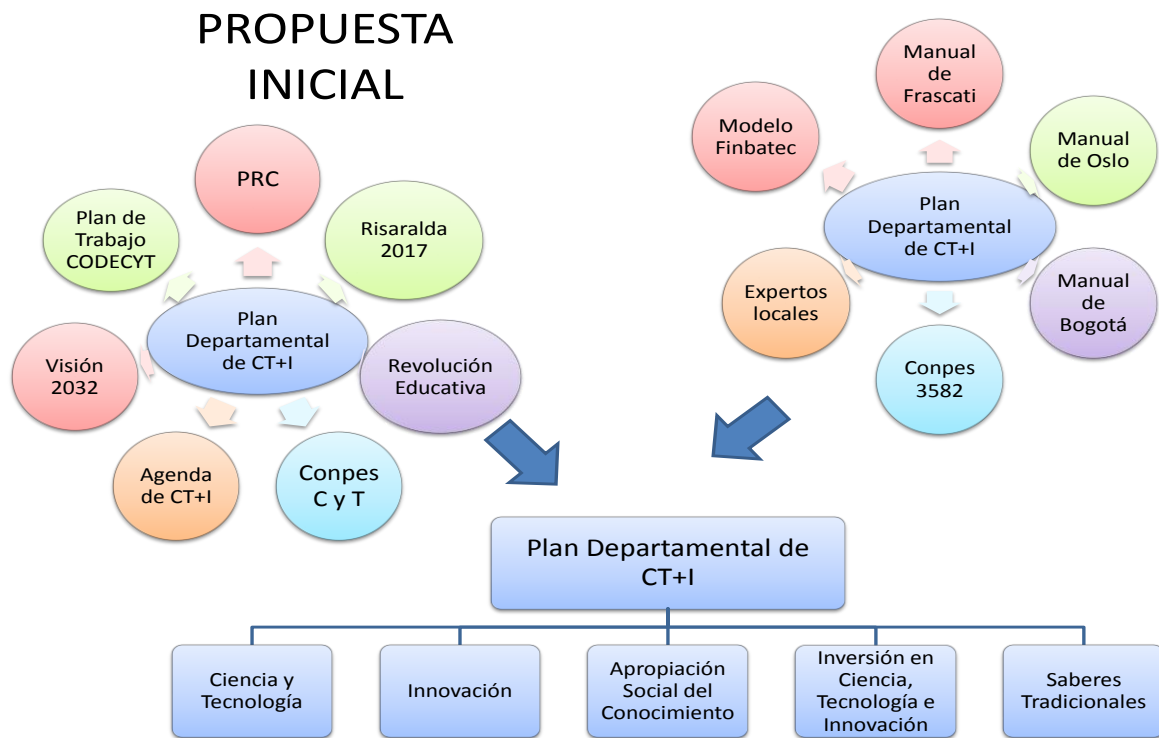 PROPUESTA
INICIAL
PRC
Plan de
Trabajo
CODECYT
Risaralda
2017
Plan
Departamental
de CT+I
Visión
2032
Revolución
Educativa
Agenda
de CT+I
Conpes
C y T
Manual
de
Frascati
Modelo
Finbatec
Manual
de Oslo
Plan
Departamental
de CT+I
Expertos
locales
Manual
de
Bogotá
Conpes
3582
Plan Departamental de
CT+I
Ciencia y
Tecnología
Innovación
Apropiación
Social del
Conocimiento
Inversión en
Ciencia,
Tecnología e
Innovación
Saberes
Tradicionales